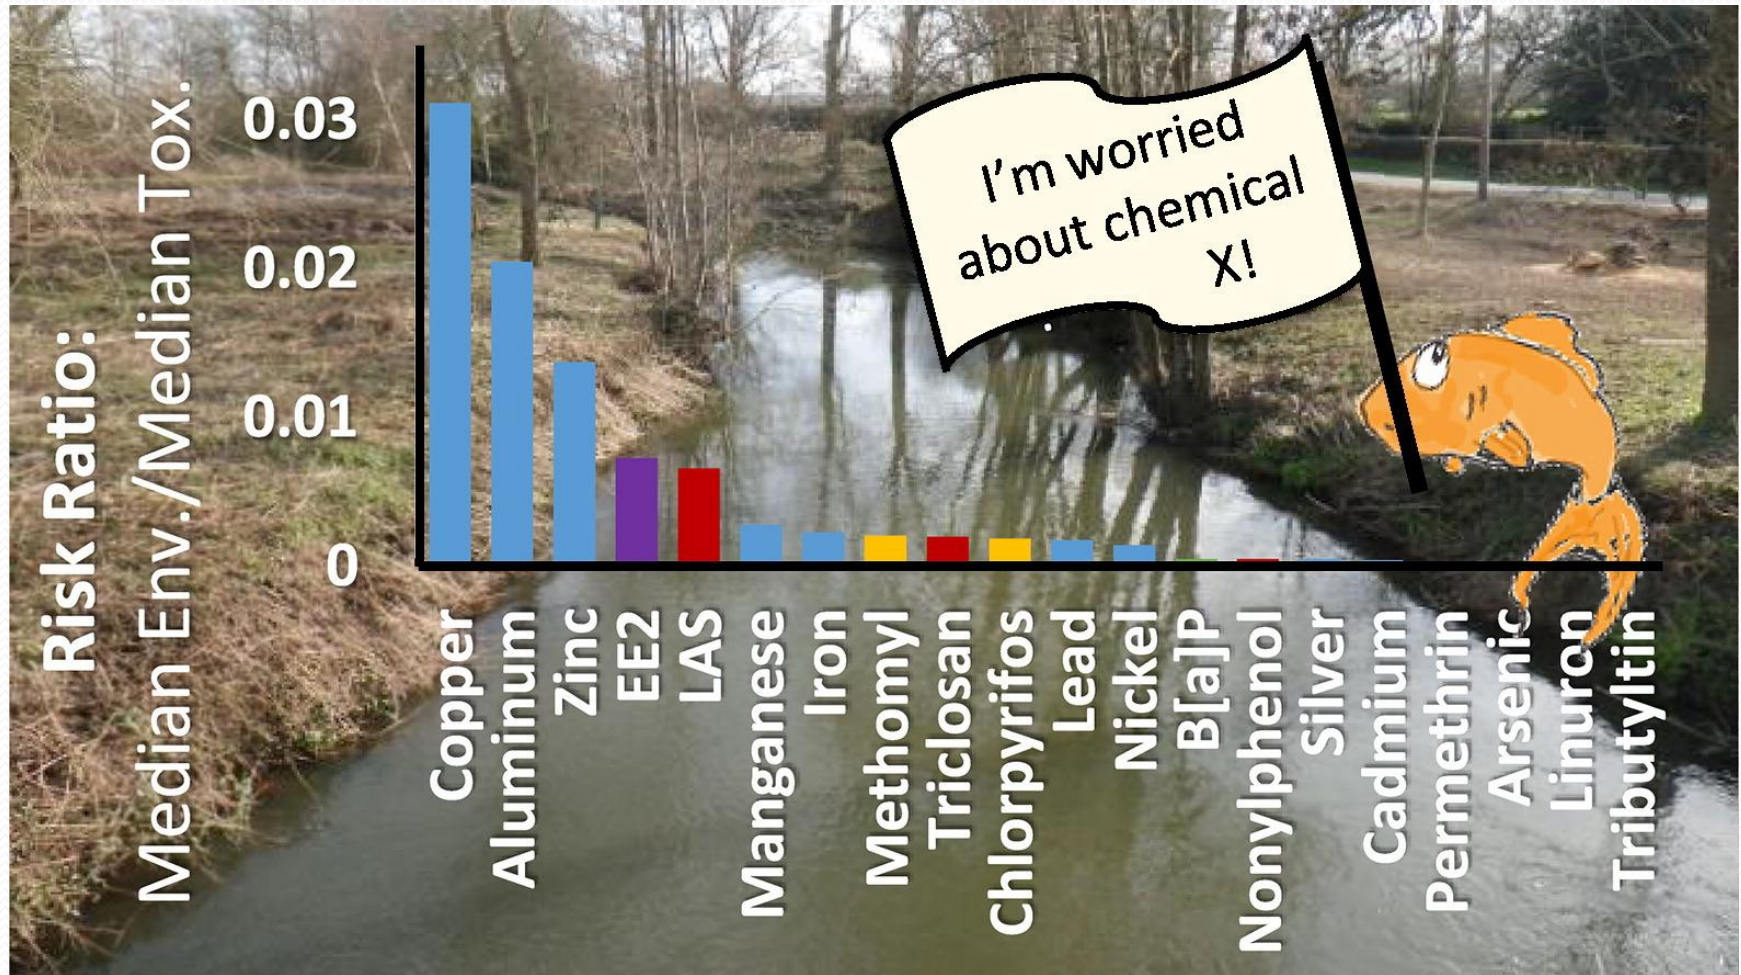 Risk Ratio:
Median Env./Median Tox.
0.03
0.02
0.01
0
I'm worried
about chemical
X!
Copper
Aluminum
Zinc
EE2
LAS
Manganese
Iron
Methomyl
Triclosan
Chlorpyrifos
Lead
Nickel
B[a]P
Nonylphenol
Silver
Cadmium
Permethrin
Arsenic
Linuron
Tributyltin